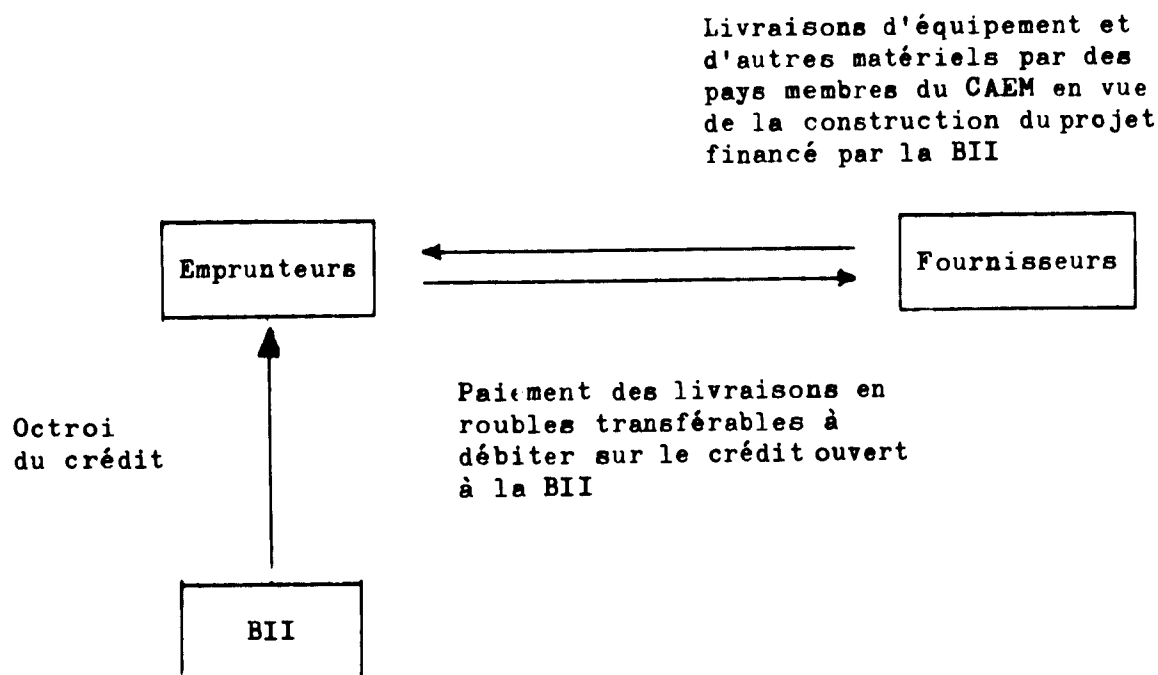 Livraisons d'équipement et
d'autres matériels par des
pays membres du CAEM en vue
de la construction du projet
financé par la BII
Emprunteurs
Fournisseurs
Paiement des livraisons en
roubles transférables à
débiter sur le crédit ouvert
à la BII
Octroi
du crédit
BII